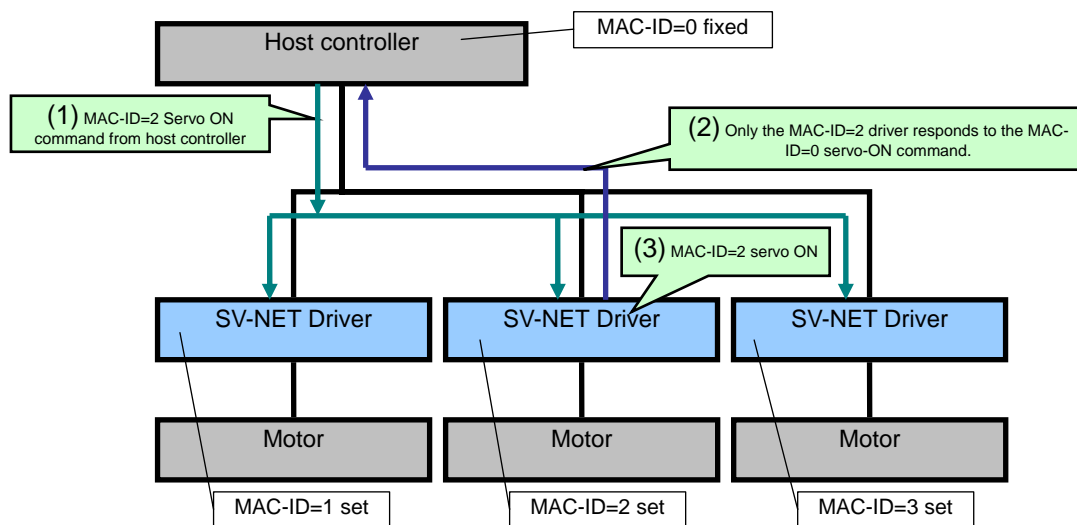 Host controller
MAC-ID=0 fixed
(1) MAC-ID=2 Servo ON
command from host controller
(2) Only the MAC-ID=2 driver responds to the MAC-
ID=0 servo-ON command.
(3) MAC-ID=2 servo ON
SV-NET Driver
SV-NET Driver
SV-NET Driver
Motor
Motor
Motor
MAC-ID=1 set
MAC-ID=2 set
MAC-ID=3 set